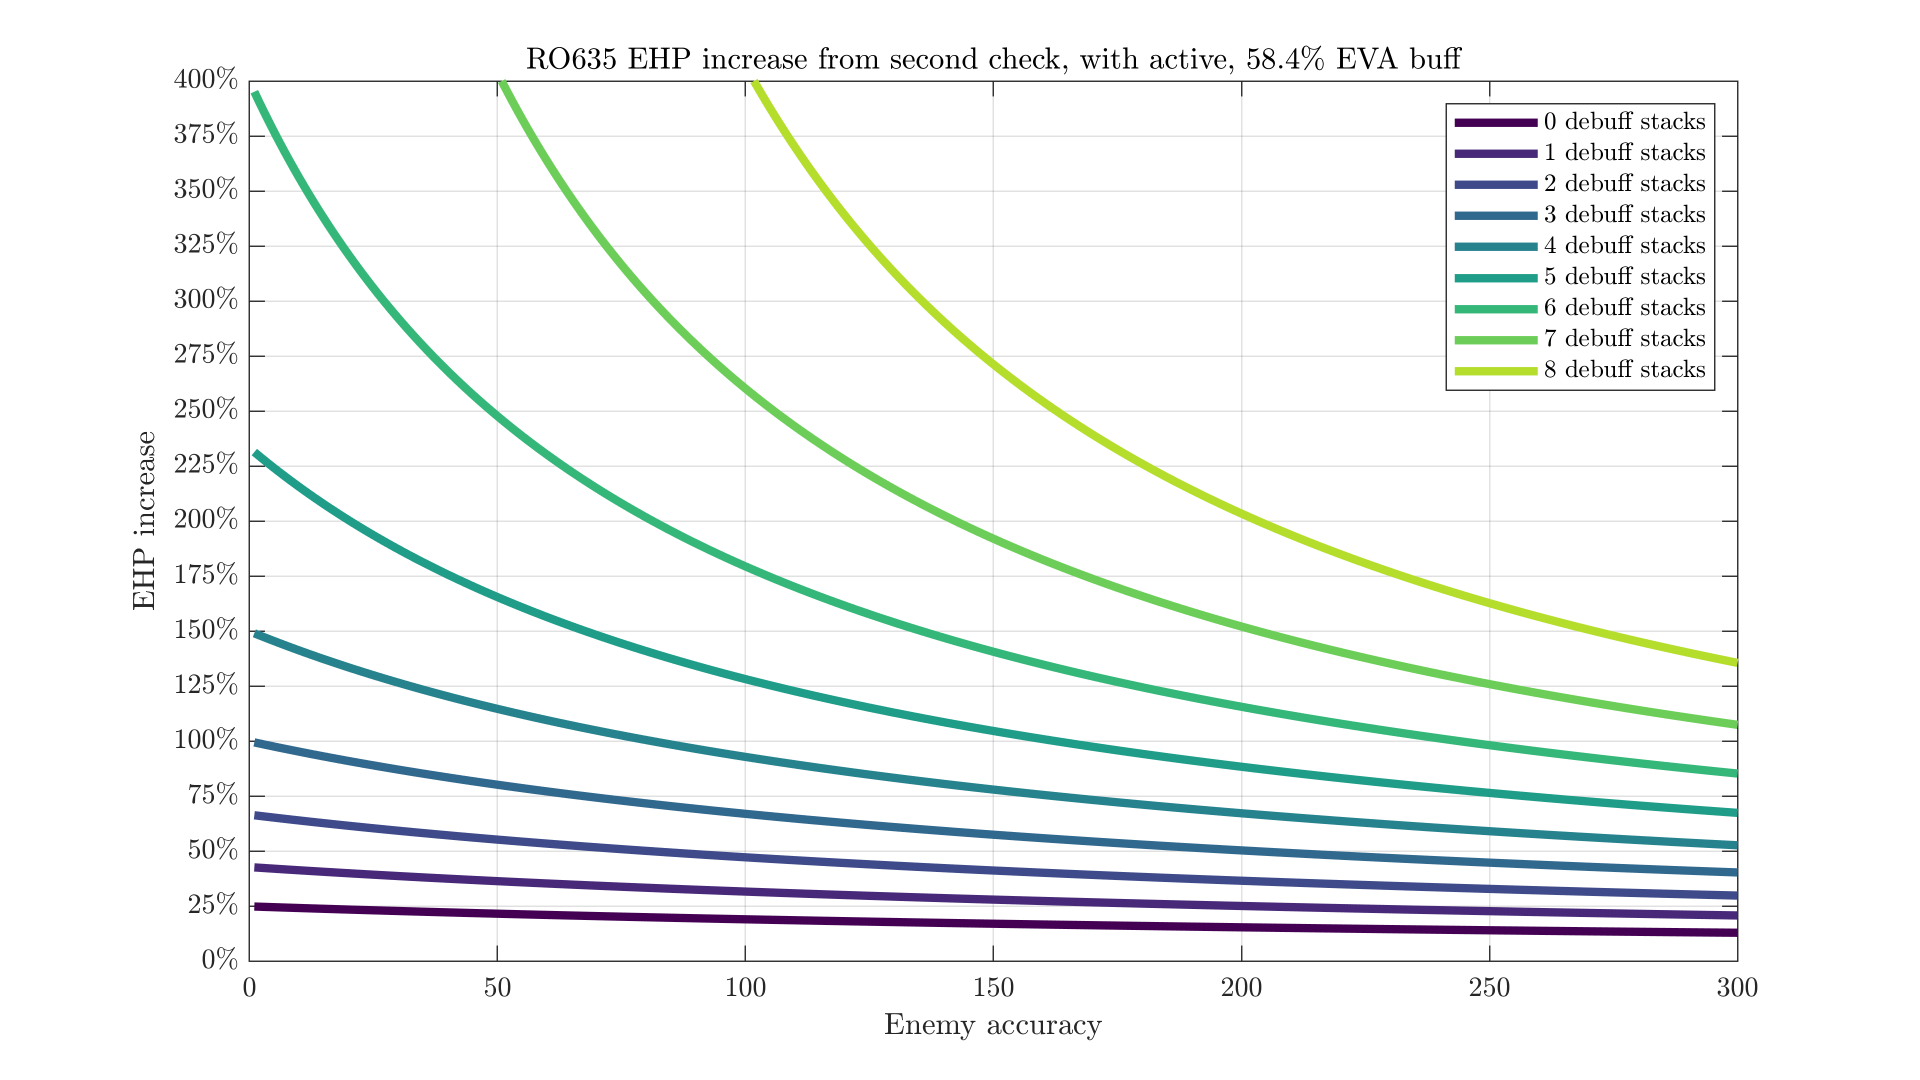 RO635 EHP increase from second check, with active, 58.4% EVA buff
400%
375%
350%
325%
300%
275%
250%
225%
200%
175%
150%
125%
100%
75%
50%
25%
0%
EHP increase
0 debuff stacks
1 debuff stacks
2 debuff stacks
3 debuff stacks
4 debuff stacks
5 debuff stacks
6 debuff stacks
7 debuff stacks
8 debuff stacks
0 50 100 150 200 250 300
Enemy accuracy